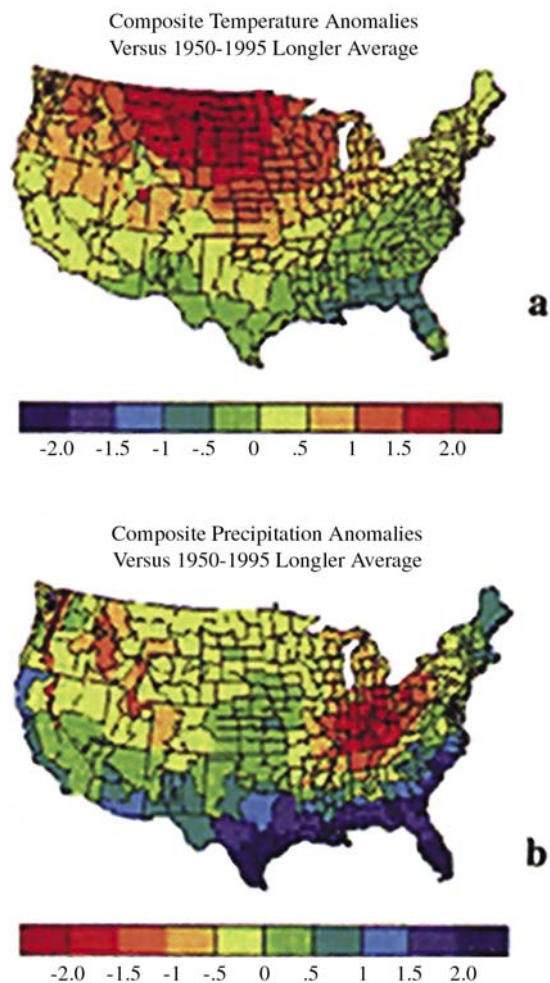 Composite Temperature Anomalies
Versus 1950-1995 Longler Average
a
-2.0 -1.5 -1 -.5 0 .5 1 1.5 2.0
Composite Precipitation Anomalies
Versus 1950-1995 Longler Average
b
-2.0 -1.5 -1 -.5 0 .5 1 1.5 2.0